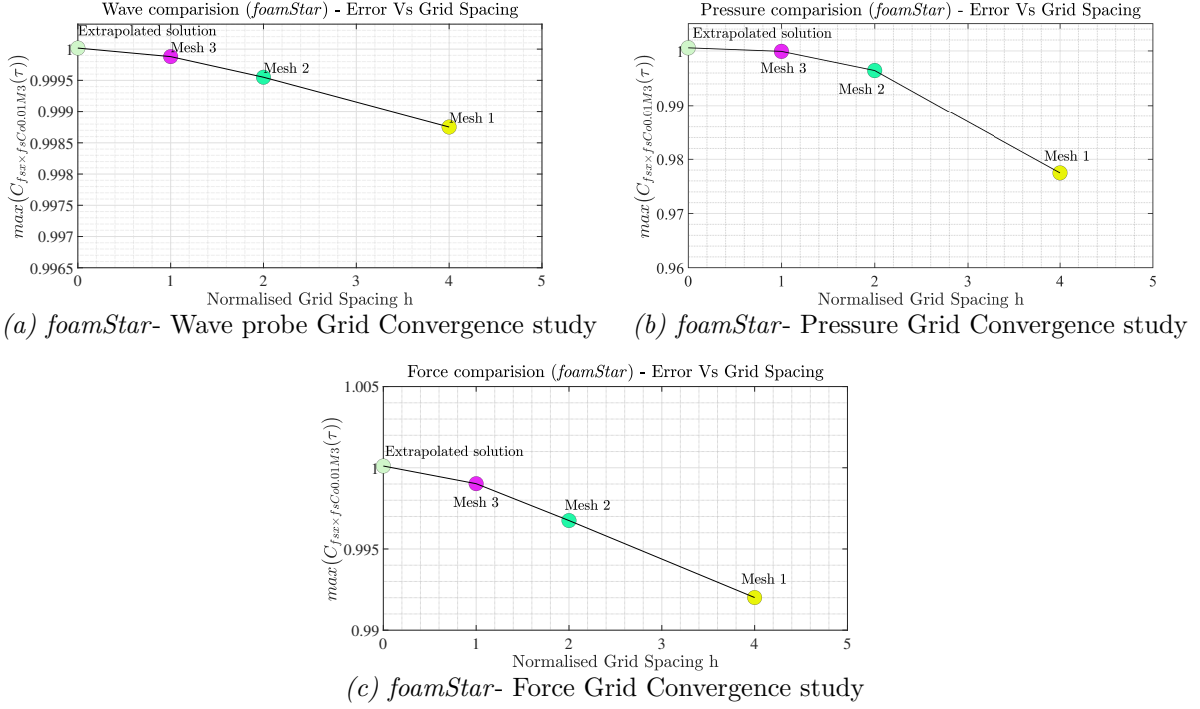 Wave comparision (foamStar) - Error Vs Grid Spacing
Extrapolated solution
Mesh 3
Mesh 2
Mesh 1
1
0.9995
0.999
0.9985
0.998
0.9975
0.997
0.9965
max(C_{fsx×fsCo0.01M3}(τ))
0 1 2 3 4 5
Normalised Grid Spacing h
(a) foamStar- Wave probe Grid Convergence study
Pressure comparision (foamStar) - Error Vs Grid Spacing
Extrapolated solution
Mesh 3
Mesh 2
Mesh 1
1
0.99
0.98
0.97
0.96
max(C_{fsx×fsCo0.01M3}(τ))
0 1 2 3 4 5
Normalised Grid Spacing h
(b) foamStar- Pressure Grid Convergence study
Force comparision (foamStar) - Error Vs Grid Spacing
1.005
Extrapolated solution
1
Mesh 3
Mesh 2
0.995
Mesh 1
0.99
max(C_{fsx×fsCo0.01M3}(τ))
0 1 2 3 4 5
Normalised Grid Spacing h
(c) foamStar- Force Grid Convergence study